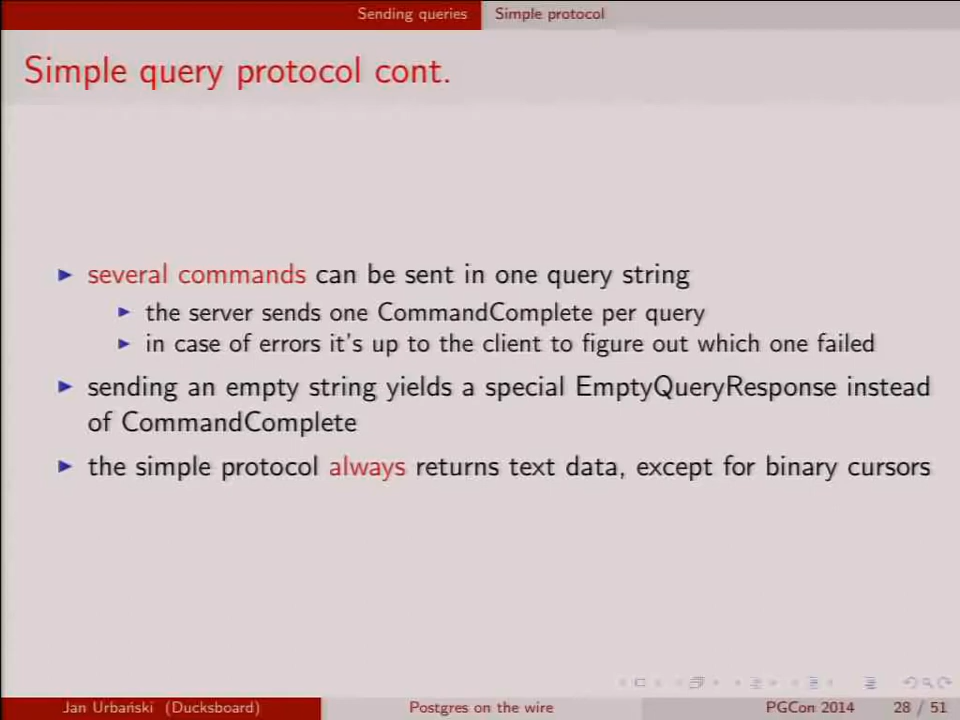 Sending queries Simple protocol
Simple query protocol cont.
several commands can be sent in one query string
the server sends one CommandComplete per query
in case of errors it's up to the client to figure out which one failed
sending an empty string yields a special EmptyQueryResponse instead
of CommandComplete
the simple protocol always returns text data, except for binary cursors
Jan Urbański (Ducksboard) Postgres on the wire PGCon 2014 28 / 51